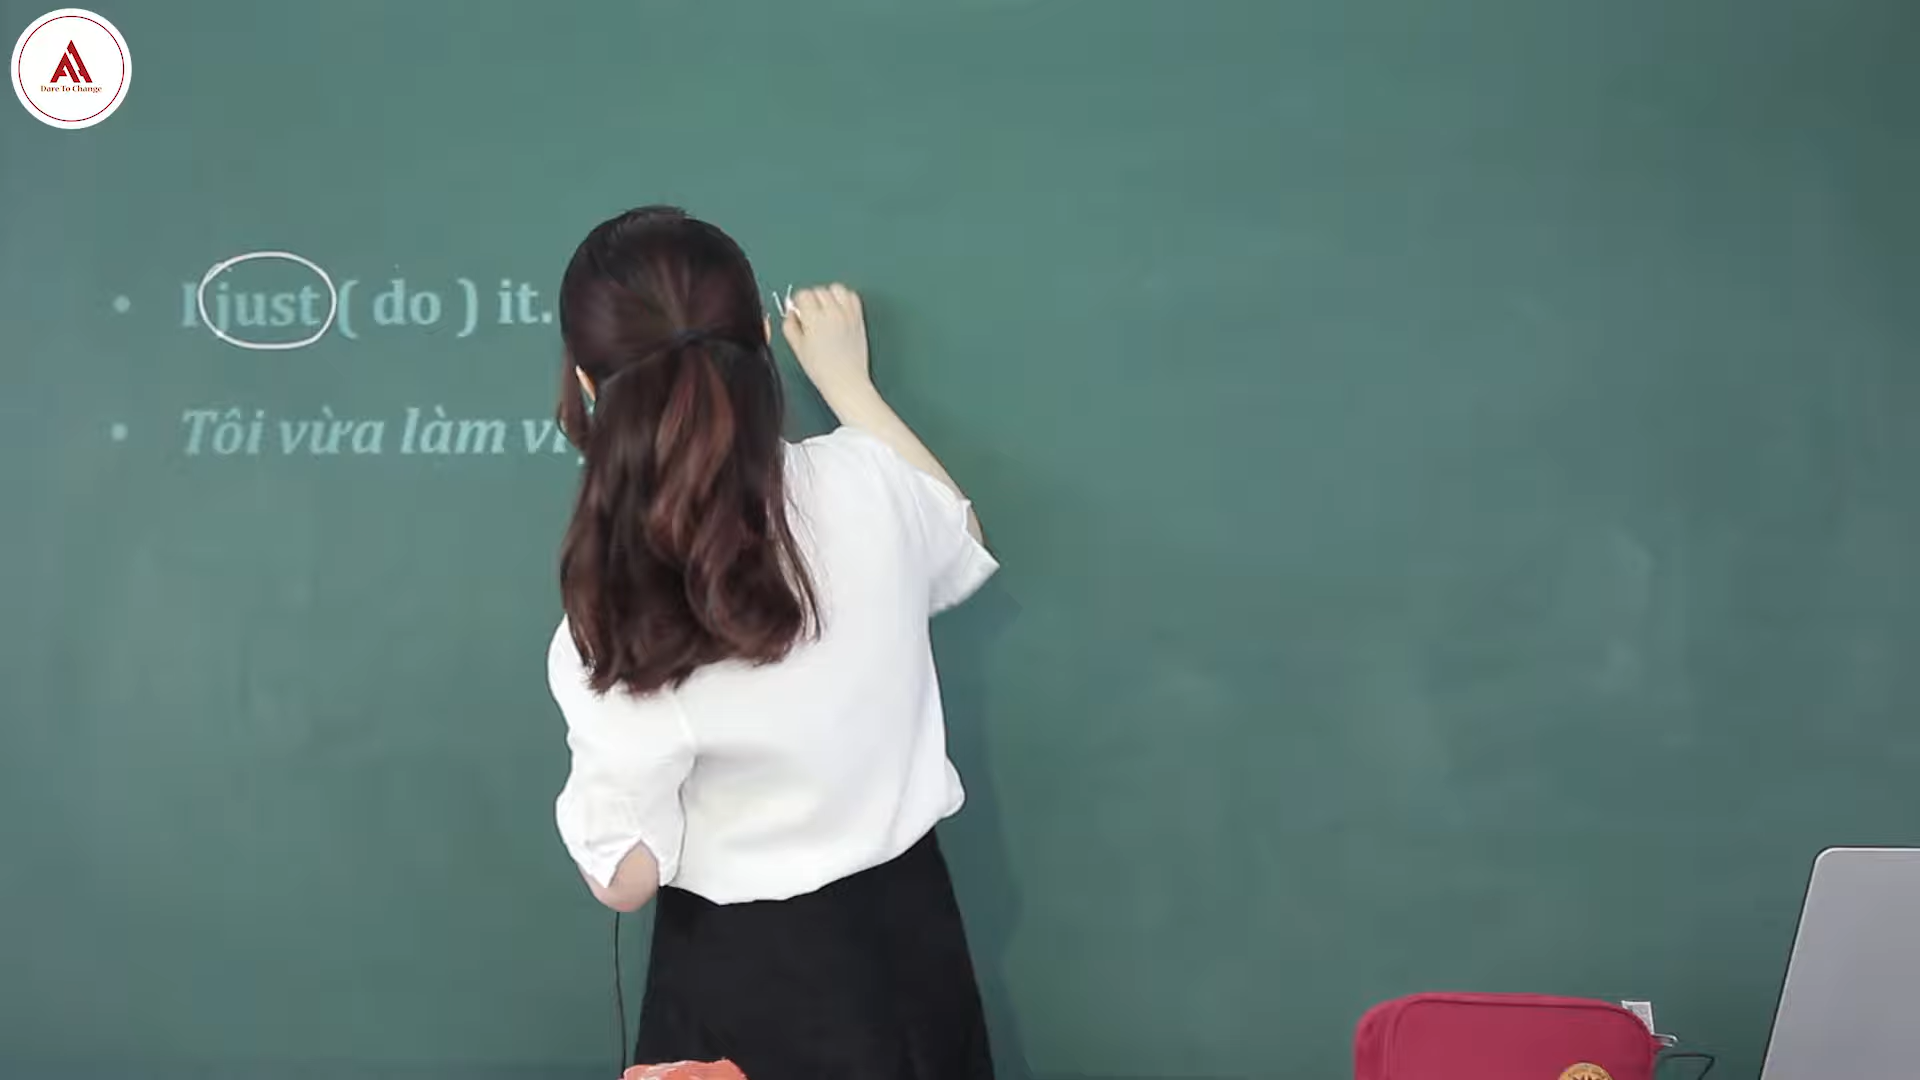 Dare To Change
I just ( do ) it.
Tôi vừa làm